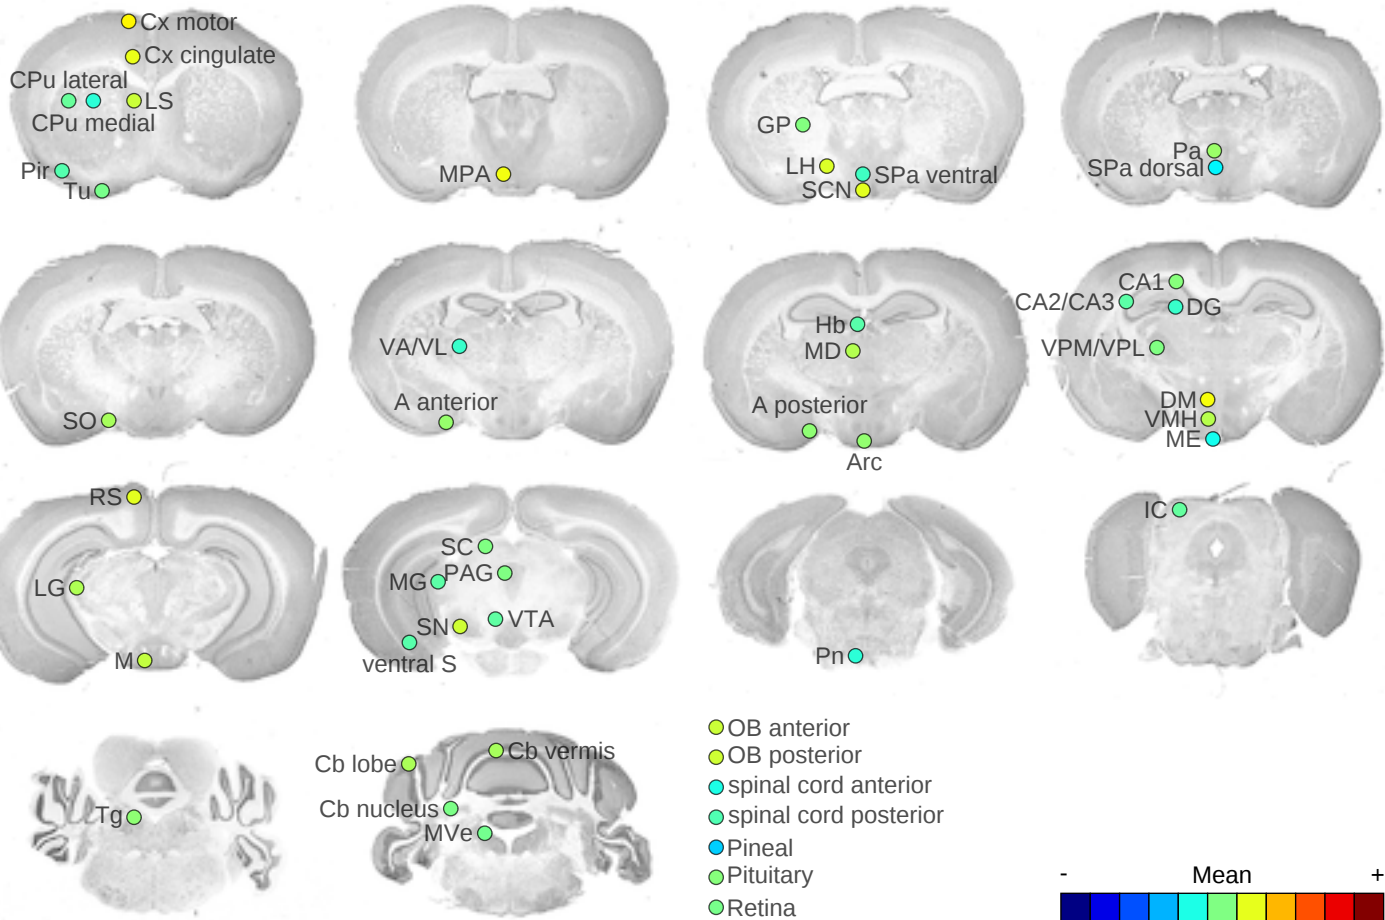 Cx motor
Cx cingulate
CPu lateral
LS
CPu medial
Pir
Tu
MPA
GP
LH
SPa ventral
SCN
Pa
SPa dorsal
SO
VA/VL
A anterior
Hb
MD
A posterior
Arc
CA1
CA2/CA3
DG
VPM/VPL
DM
VMH
ME
RS
LG
M
SC
MG
PAG
SN
VTA
ventral S
Pn
IC
Tg
Cb lobe
Cb vermis
Cb nucleus
MVe
OB anterior
OB posterior
spinal cord anterior
spinal cord posterior
Pineal
Pituitary
Retina
- Mean +